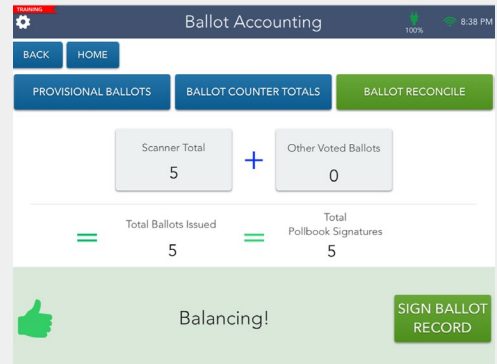 TRAINING
Ballot Accounting
100%
8:38 PM
BACK
HOME
PROVISIONAL BALLOTS
BALLOT COUNTER TOTALS
BALLOT RECONCILE
Scanner Total
5
+
Other Voted Ballots
0
=
Total Ballots Issued
5
=
Total
Pollbook Signatures
5
Balancing!
SIGN BALLOT
RECORD